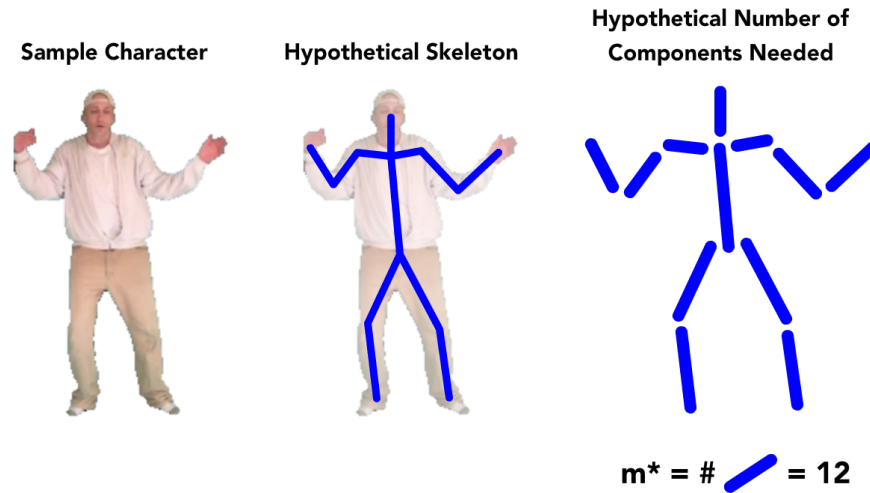 Sample Character
Hypothetical Skeleton
Hypothetical Number of
Components Needed
m* = # = 12